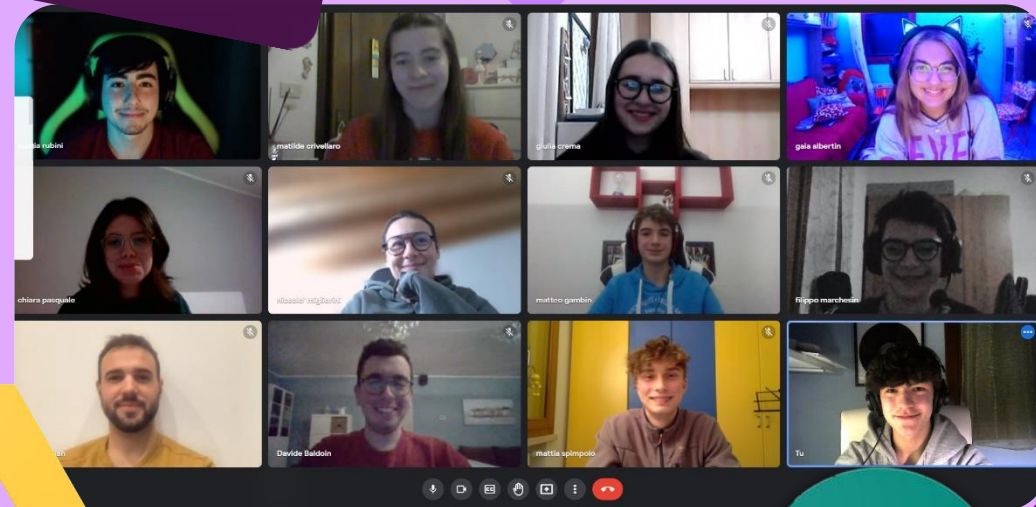 rubini
matilde crivellaro
giulia crema
gaia albertin
chiara pasquale
matteo gambin
filippo marchesin
Davide Baldoin
mattia spimpolo
Tu